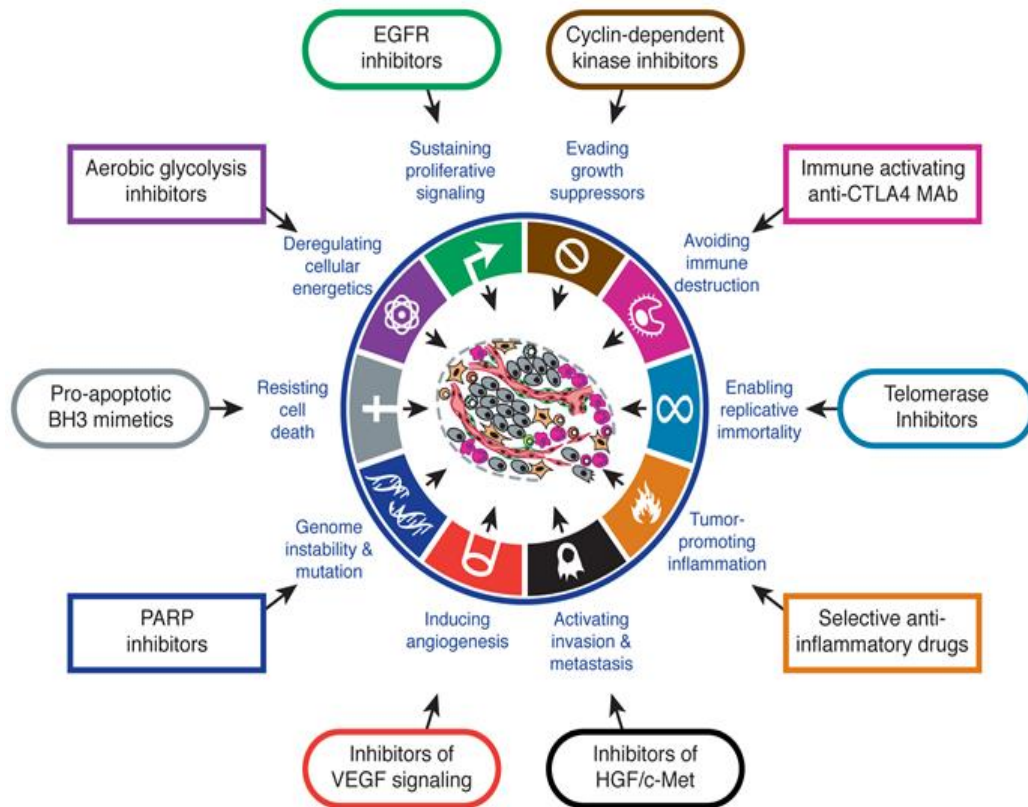 EGFR
inhibitors
Cyclin-dependent
kinase inhibitors
Aerobic glycolysis
inhibitors
Sustaining
proliferative
signaling
Evading
growth
suppressors
Immune activating
anti-CTLA4 MAb
Deregulating
cellular
energetics
Avoiding
immune
destruction
Pro-apoptotic
BH3 mimetics
Resisting
cell
death
Enabling
replicative
immortality
Telomerase
Inhibitors
Genome
instability &
mutation
Tumor-
promoting
inflammation
PARP
inhibitors
Inducing
angiogenesis
Activating
invasion &
metastasis
Selective anti-
inflammatory drugs
Inhibitors of
VEGF signaling
Inhibitors of
HGF/c-Met